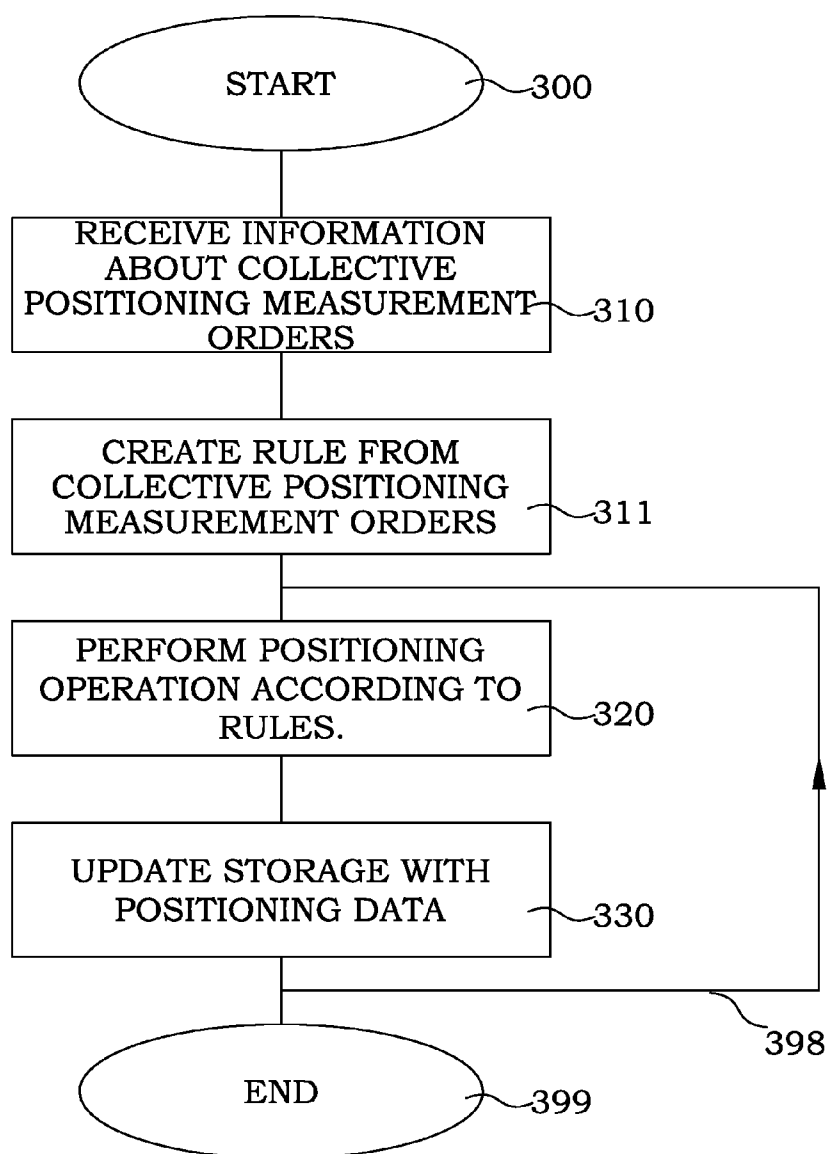 START
300
RECEIVE INFORMATION
ABOUT COLLECTIVE
POSITIONING MEASUREMENT
ORDERS
310
CREATE RULE FROM
COLLECTIVE POSITIONING
MEASUREMENT ORDERS
311
PERFORM POSITIONING
OPERATION ACCORDING TO
RULES.
320
UPDATE STORAGE WITH
POSITIONING DATA
330
398
END
399